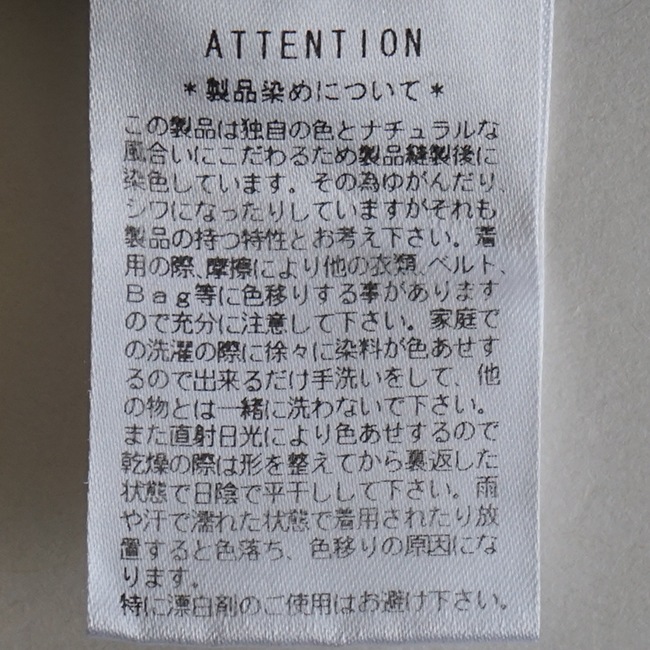 ATTENTION
*製品染めについて*
この製品は独自の色とナチュラルな
風合いにこだわるため製品縫製後に
染色しています。その為ゆがんだり、
シワになったりしていますがそれも
製品の持つ特性とお考え下さい。着
用の際、摩擦により他の衣類、ベルト、
Bag等に色移りする事があります
ので充分に注意して下さい。家庭で
の洗濯の際に徐々に染料が色あせす
るので出来るだけ手洗いをして、他
の物とは一緒に洗わないで下さい。
また直射日光により色あせするので
乾燥の際は形を整えてから裏返した
状態で日陰で平干しして下さい。雨
や汗で濡れた状態で着用されたり放
置すると色落ち、色移りの原因にな
ります。
特に漂白剤のご使用はお避け下さい。